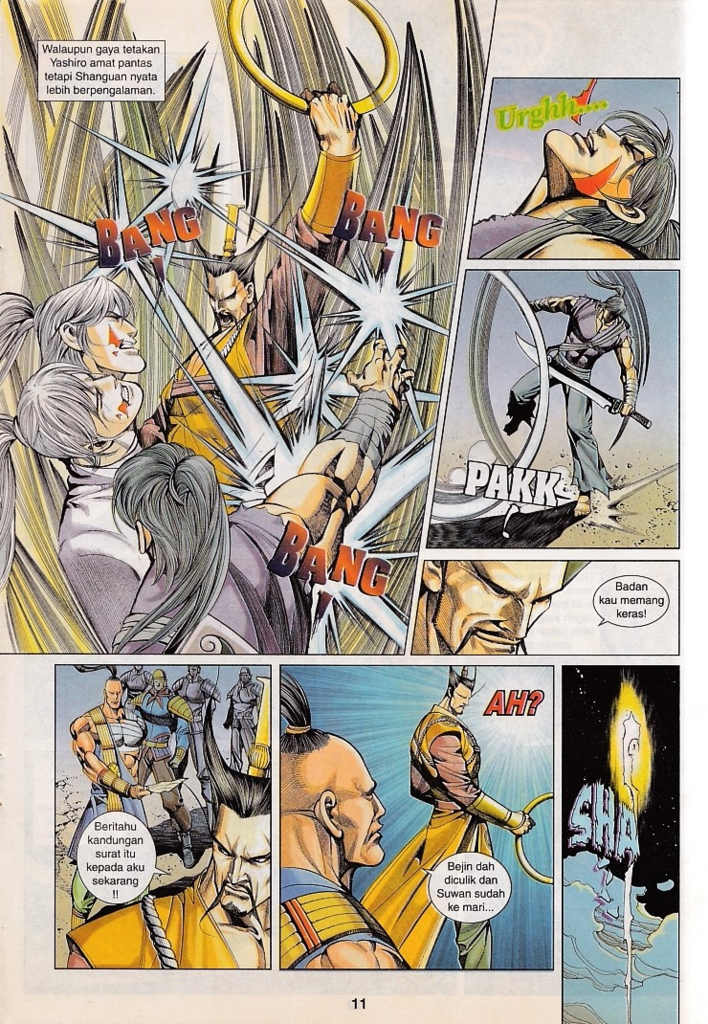 Walaupun gaya tetakan
Yashiro amat pantas
tetapi Shanguan nyata
lebih berpengalaman.
BANG
!
BANG
!
BANG
!
BANG
!
Urghh....
PAKK
!
Badan
kau memang
keras!
Beritahu
kandungan
surat itu
kepada aku
sekarang
!!
AH?
Bejin dah
diculik dan
Suwan sudah
ke mari...
SHA
11